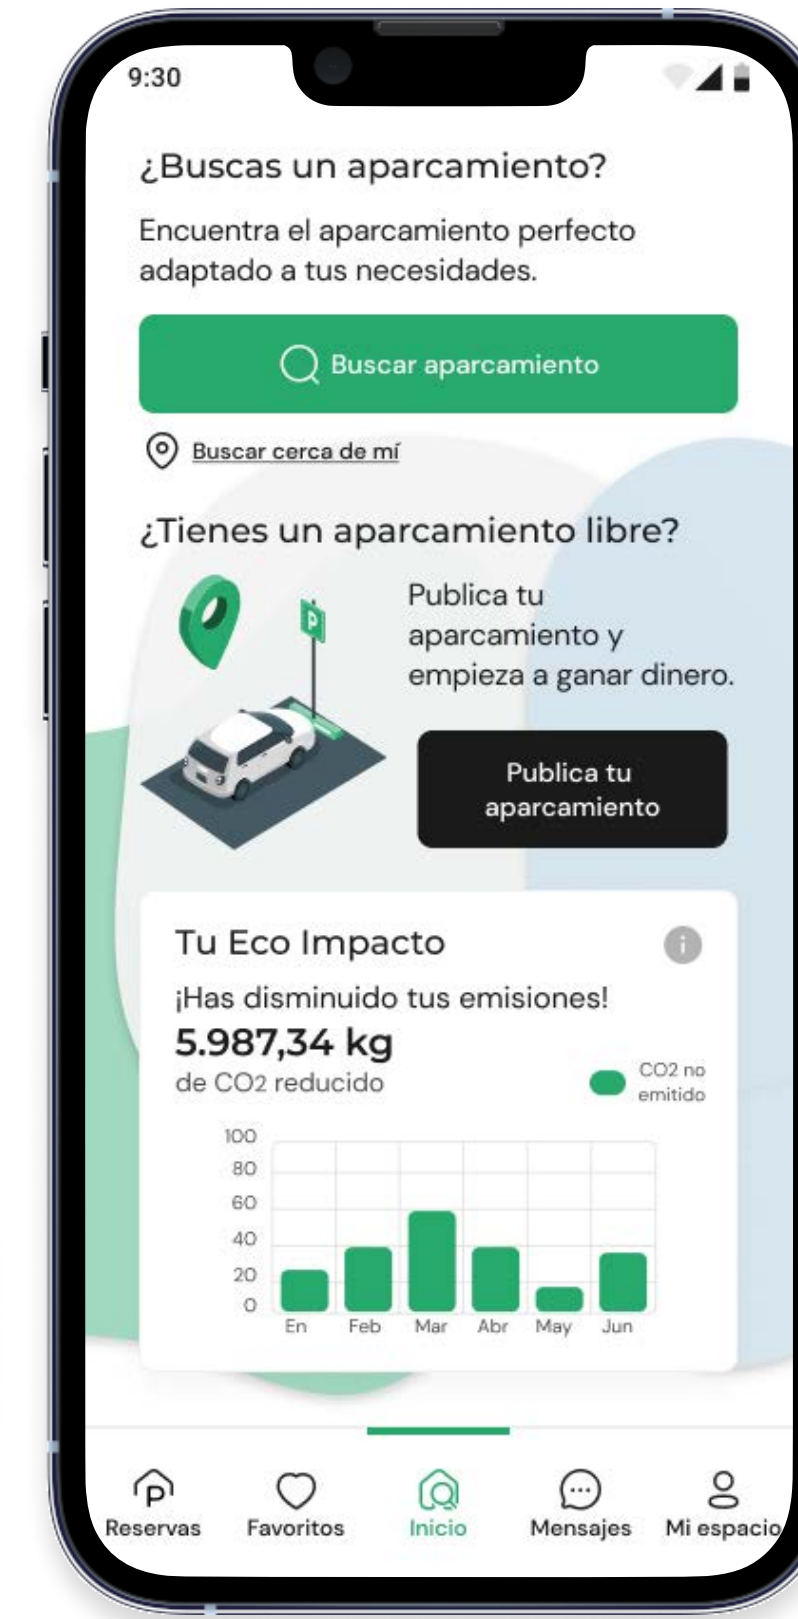 9:30
¿Buscas un aparcamiento?
Encuentra el aparcamiento perfecto
adaptado a tus necesidades.
Buscar aparcamiento
Buscar cerca de mí
¿Tienes un aparcamiento libre?
P
Publica tu
aparcamiento y
empieza a ganar dinero.
Publica tu
aparcamiento
Tu Eco Impacto
i
¡Has disminuido tus emisiones!
5.987,34 kg
de CO2 reducido
CO2 no
emitido
100
80
60
40
20
0
En Feb Mar Abr May Jun
P
Reservas Favoritos Inicio Mensajes Mi espacio